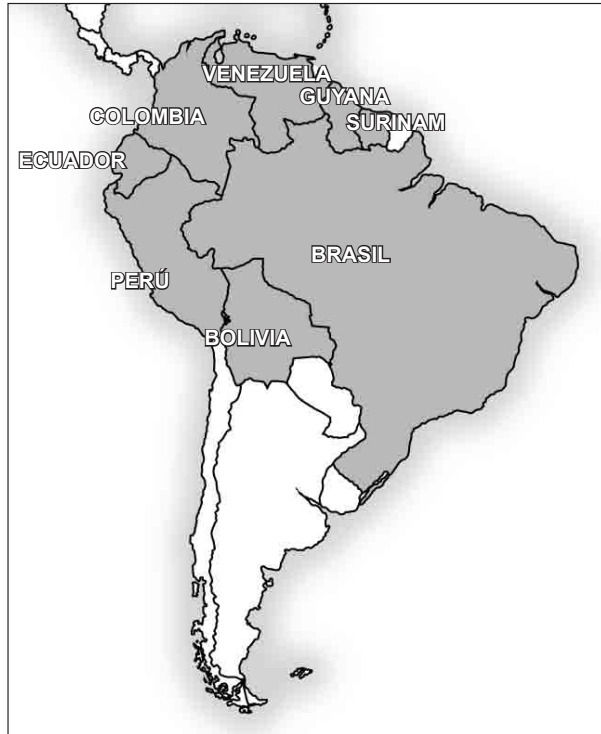 VENEZUELA
GUYANA
SURINAM
COLOMBIA
ECUADOR
BRASIL
PERÚ
BOLIVIA